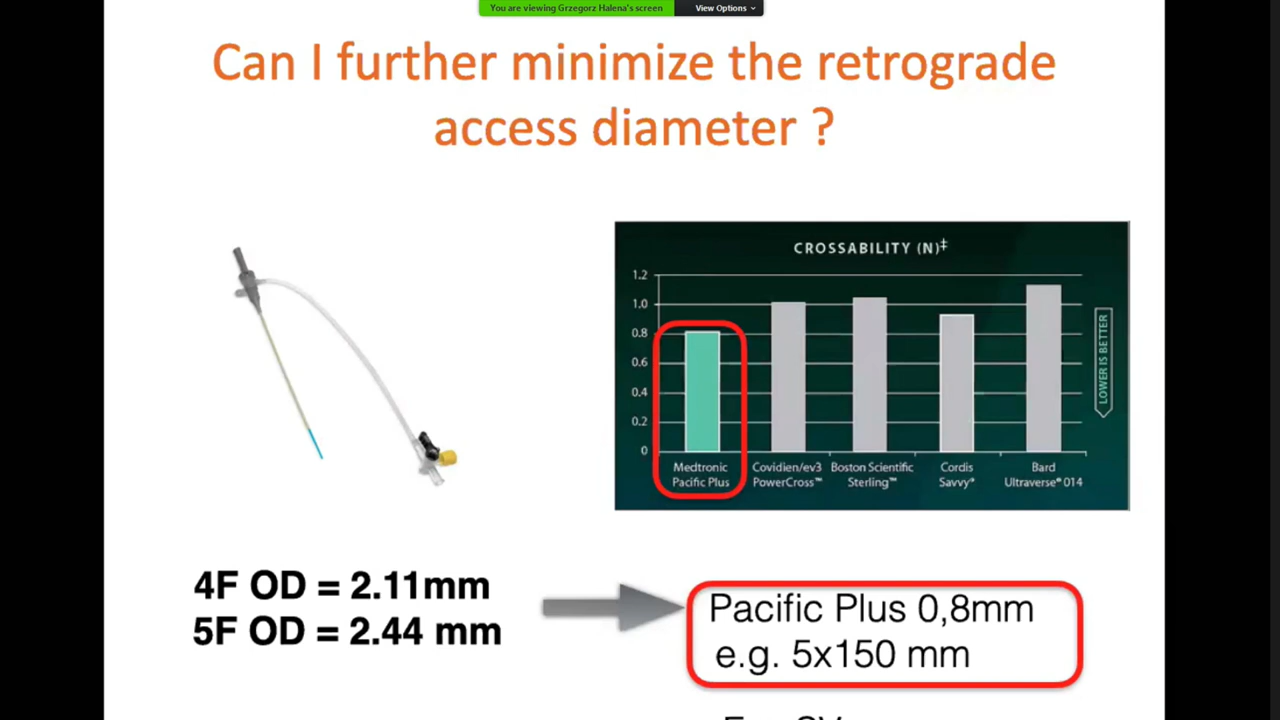 You are viewing Grzegorz Halena's screen
View Options
Can I further minimize the retrograde
access diameter ?
CROSSABILITY (N)‡
1.2
1.0
0.8
0.6
0.4
0.2
0
LOWER IS BETTER
Medtronic
Pacific Plus
Covidien/ev3
PowerCross™
Boston Scientific
Sterling™
Cordis
Savvy®
Bard
Ultraverse® 014
4F OD = 2.11mm
5F OD = 2.44 mm
Pacific Plus 0,8mm
e.g. 5x150 mm